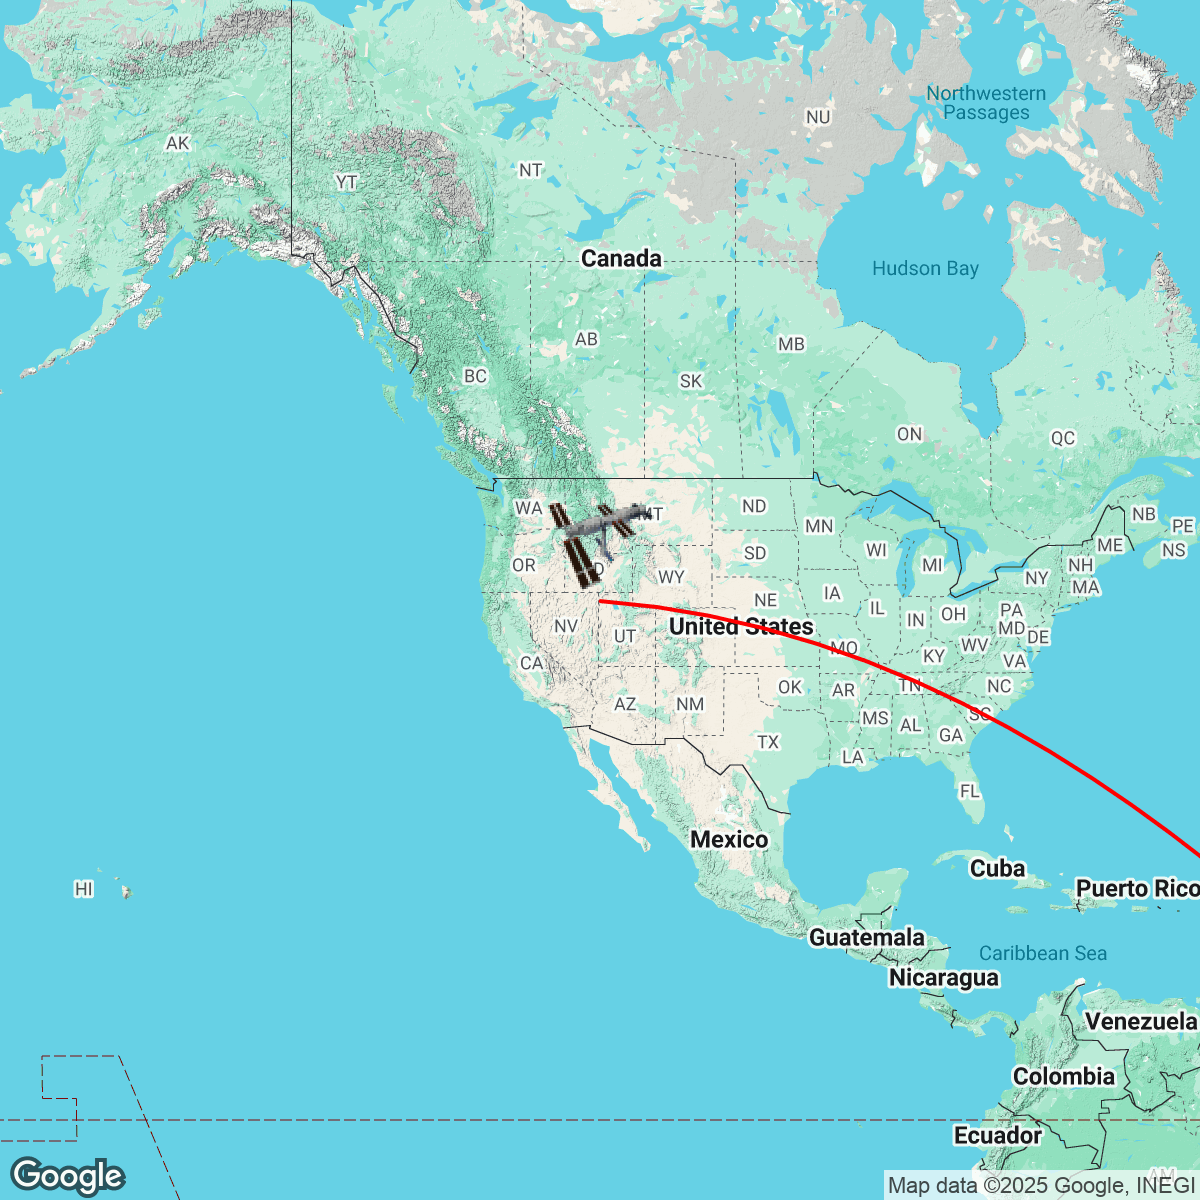 NU
Northwestern
Passages
AK
NT
YT
Canada
Hudson Bay
AB
MB
BC
SK
ON
QC
WA
MT
ND
NB
MN
PE
SD
WI
ME
NS
OR
MI
NH
WY
NY
MA
NE
IA
IL
OH
PA
IN
NV
United States
MD
DE
UT
MO
WV
KY
VA
CA
OK
AR
TN
NC
AZ
NM
MS
AL
SC
GA
TX
LA
FL
Mexico
Cuba
HI
Puerto Rico
Guatemala
Caribbean Sea
Nicaragua
Venezuela
Colombia
Ecuador
AM
Google
Map data ©2025 Google, INEGI